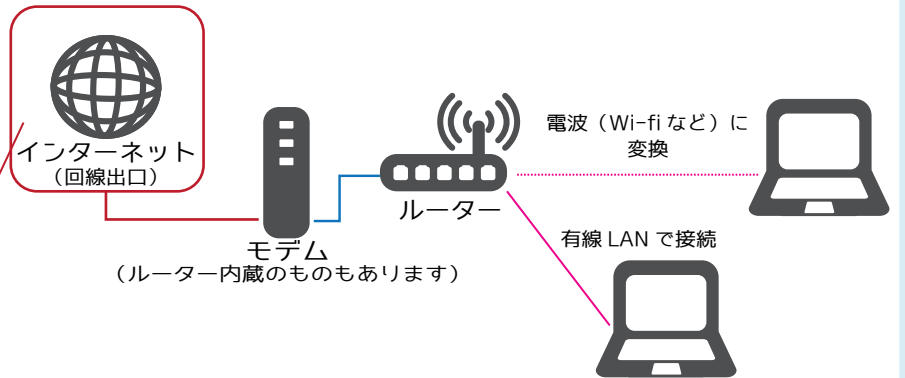 インターネット
（回線出口）
モデム
（ルーター内蔵のものもあります）
ルーター
電波（Wi-fiなど）に
変換
有線 LAN で接続